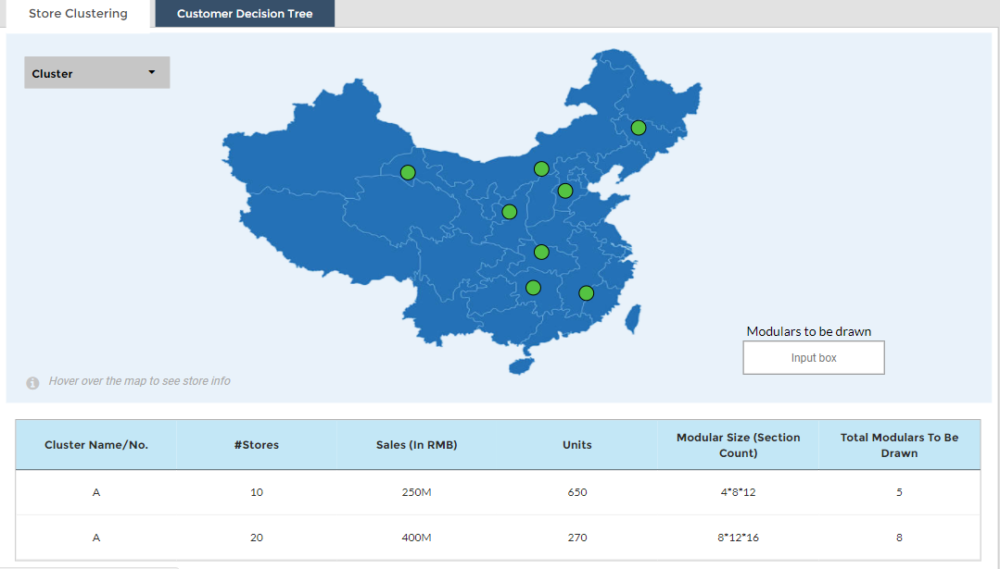 Store Clustering
Customer Decision Tree
Cluster
Modulars to be drawn
Input box
Hover over the map to see store info
Cluster Name/No. #Stores Sales (In RMB) Units Modular Size (Section Count) Total Modulars To Be Drawn
A 10 250M 650 4*8*12 5
A 20 400M 270 8*12*16 8